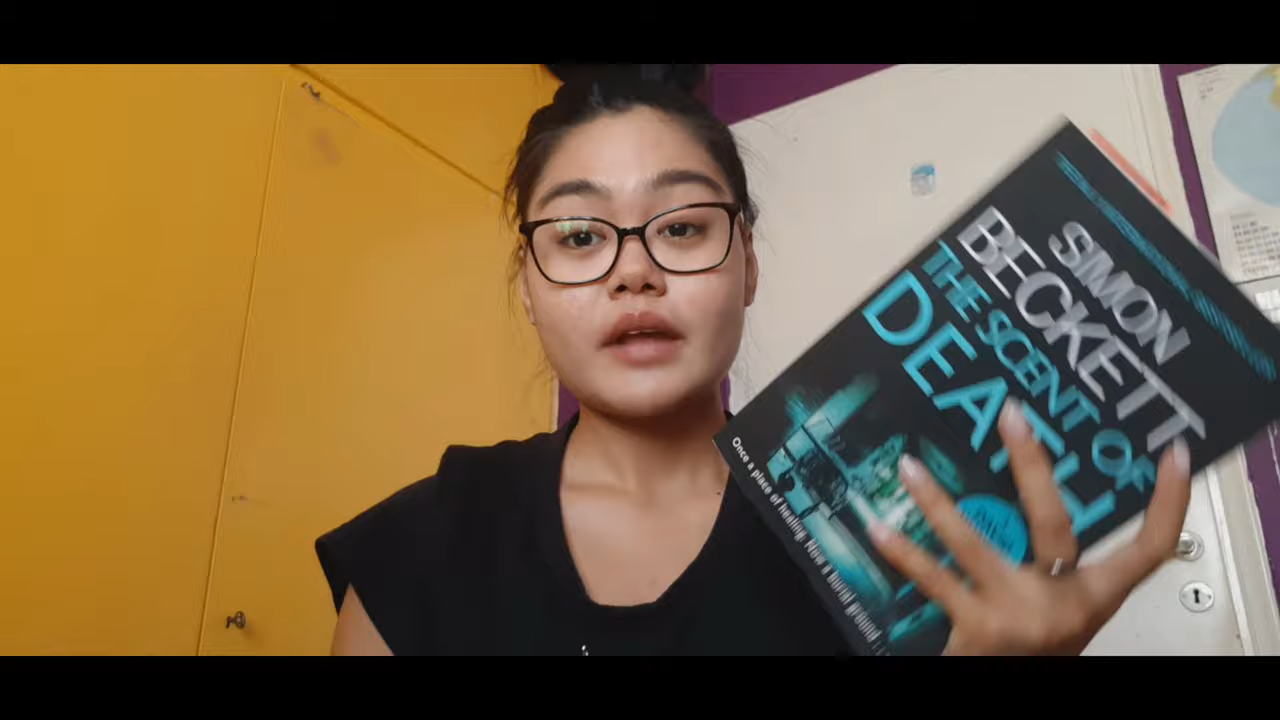 SIMON
BECKETT
THE SCENT OF
DEATH
Once a place of healing. Now a burial ground